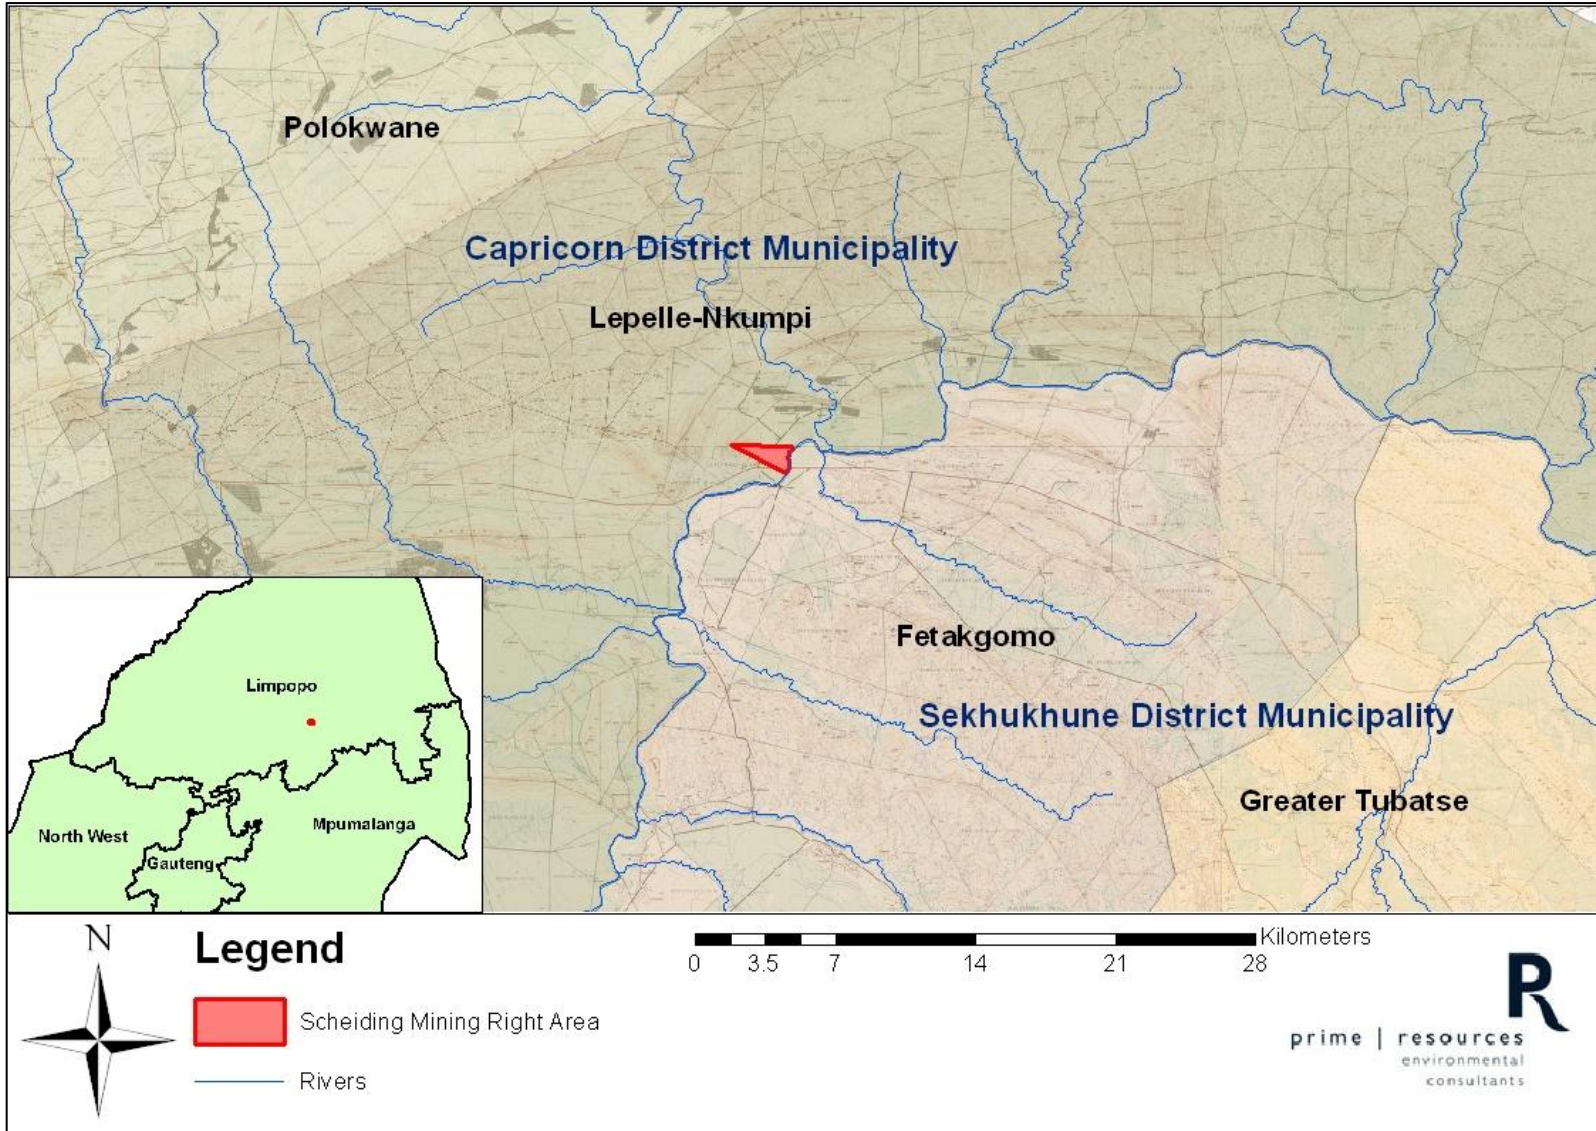 Polokwane
Capricorn District Municipality
Lepelle-Nkumpi
Fetakgomo
Sekhukhune District Municipality
Greater Tubatse
Limpopo
North West
Gauteng
Mpumalanga
N
Legend
Scheiding Mining Right Area
Rivers
Kilometers
0 3.5 7 14 21 28
R
prime | resources
environmental
consultants